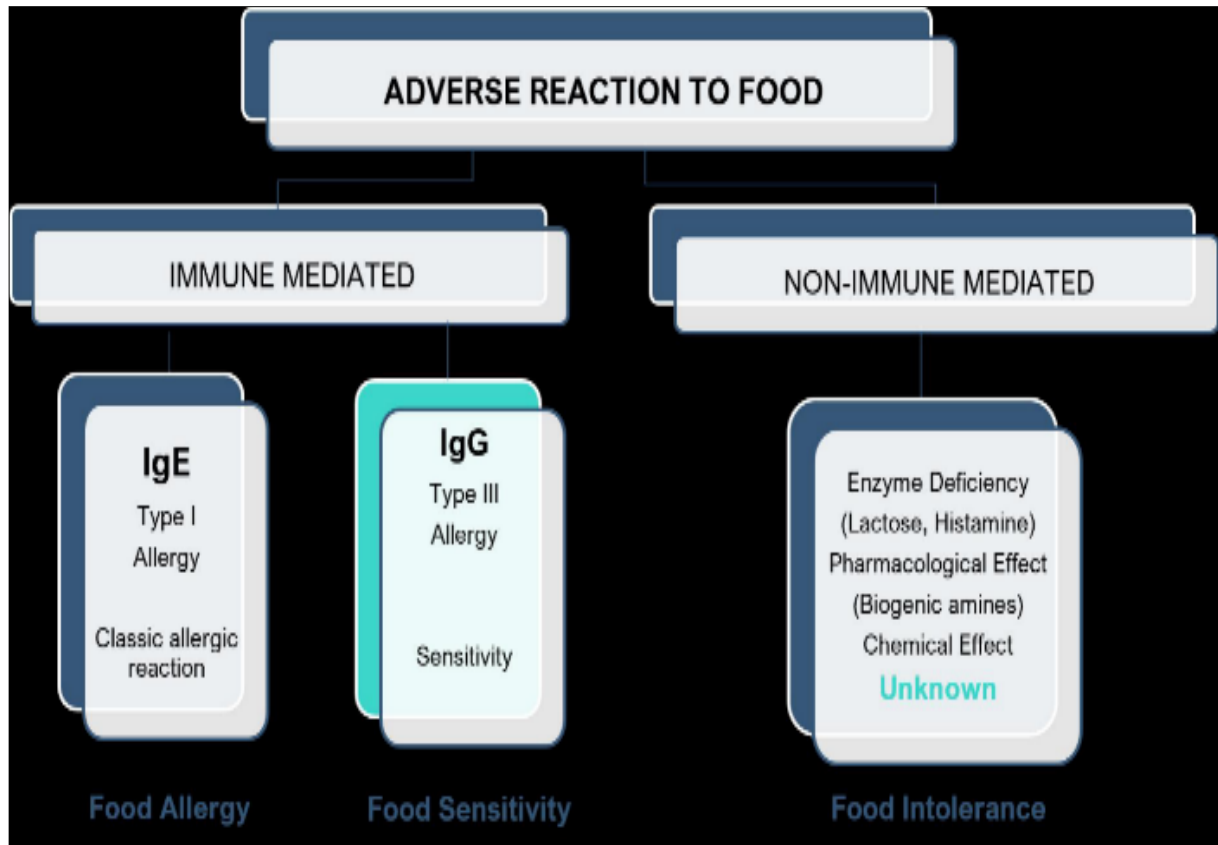 ADVERSE REACTION TO FOOD
IMMUNE MEDIATED
NON-IMMUNE MEDIATED
IgE
Type I
Allergy
Classic allergic
reaction
IgG
Type III
Allergy
Sensitivity
Enzyme Deficiency
(Lactose, Histamine)
Pharmacological Effect
(Biogenic amines)
Chemical Effect
Unknown
Food Allergy
Food Sensitivity
Food Intolerance